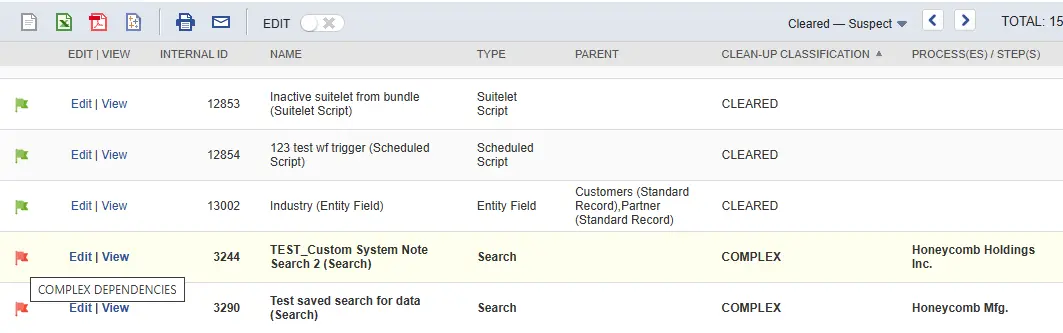 EDIT
Cleared — Suspect
TOTAL: 15
EDIT | VIEW INTERNAL ID NAME TYPE PARENT CLEAN-UP CLASSIFICATION PROCESS(ES) / STEP(S)
Edit | View 12853 Inactive suitelet from bundle
(Suitelet Script)
Suitelet
Script
CLEARED
Edit | View 12854 123 test wf trigger (Scheduled
Script)
Scheduled
Script
CLEARED
Edit | View 13002 Industry (Entity Field) Entity Field
Customers (Standard
Record),Partner
(Standard Record)
CLEARED
Edit | View 3244 TEST_Custom System Note
Search 2 (Search)
Search
COMPLEX
Honeycomb Holdings
Inc.
COMPLEX DEPENDENCIES
Edit | View 3290 Test saved search for data
(Search)
Search
COMPLEX
Honeycomb Mfg.